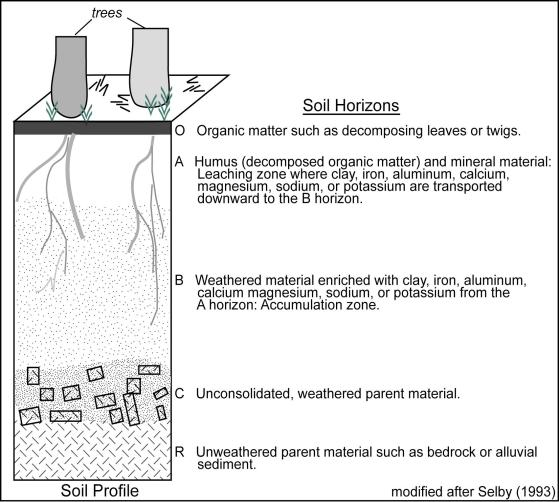 trees
Soil Horizons
O Organic matter such as decomposing leaves or twigs.
A Humus (decomposed organic matter) and mineral material:
Leaching zone where clay, iron, aluminum, calcium,
magnesium, sodium, or potassium are transported
downward to the B horizon.
B Weathered material enriched with clay, iron, aluminum,
calcium magnesium, sodium, or potassium from the
A horizon: Accumulation zone.
C Unconsolidated, weathered parent material.
R Unweathered parent material such as bedrock or alluvial
sediment.
Soil Profile
modified after Selby (1993)